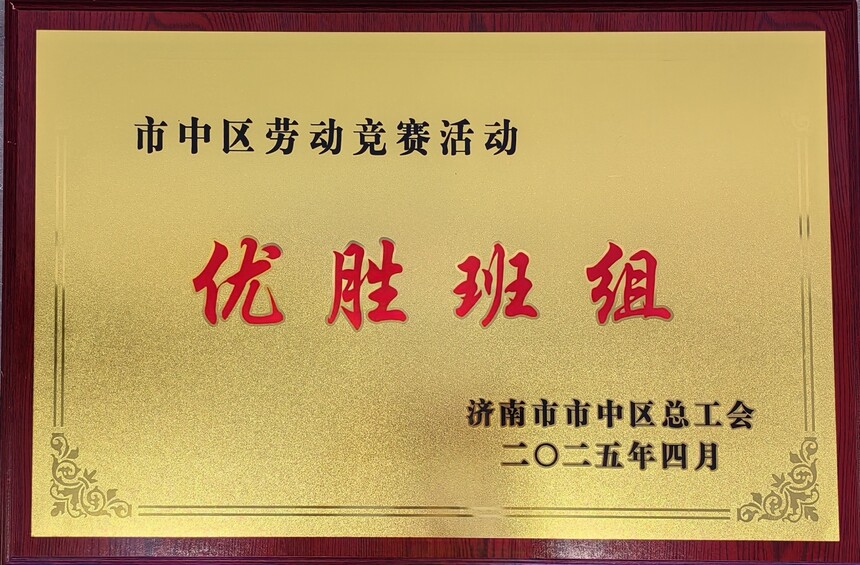 市中区劳动竞赛活动
优胜班组
济南市市中区总工会
二〇二五年四月